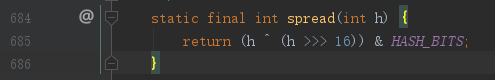 684 @ static final int spread(int h) {
685 return (h ^ (h >>> 16)) & HASH_BITS;
686 }